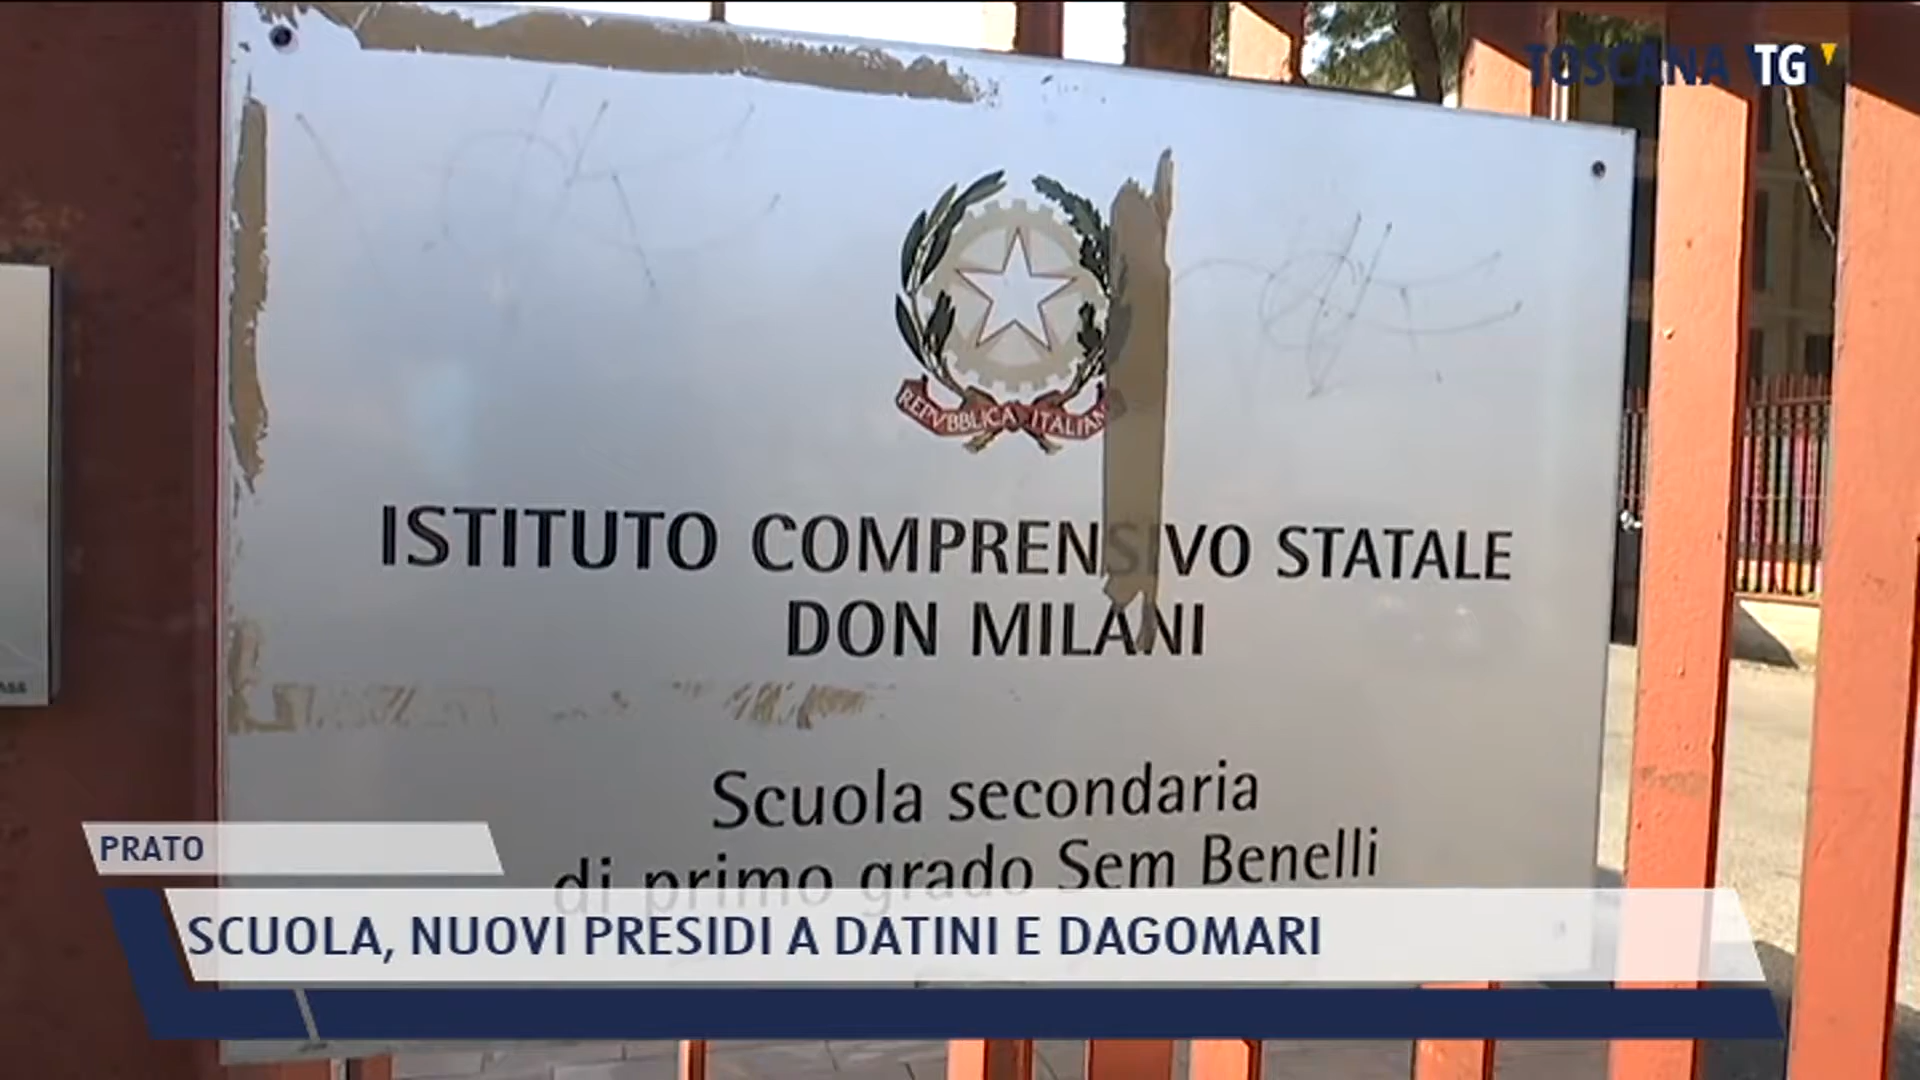 TOSCANA TG
REPVBBLICA ITALIAN
ISTITUTO COMPRENSIVO STATALE
DON MILANI
Scuola secondaria
di primo grado Sem Benelli
PRATO
SCUOLA, NUOVI PRESIDI A DATINI E DAGOMARI